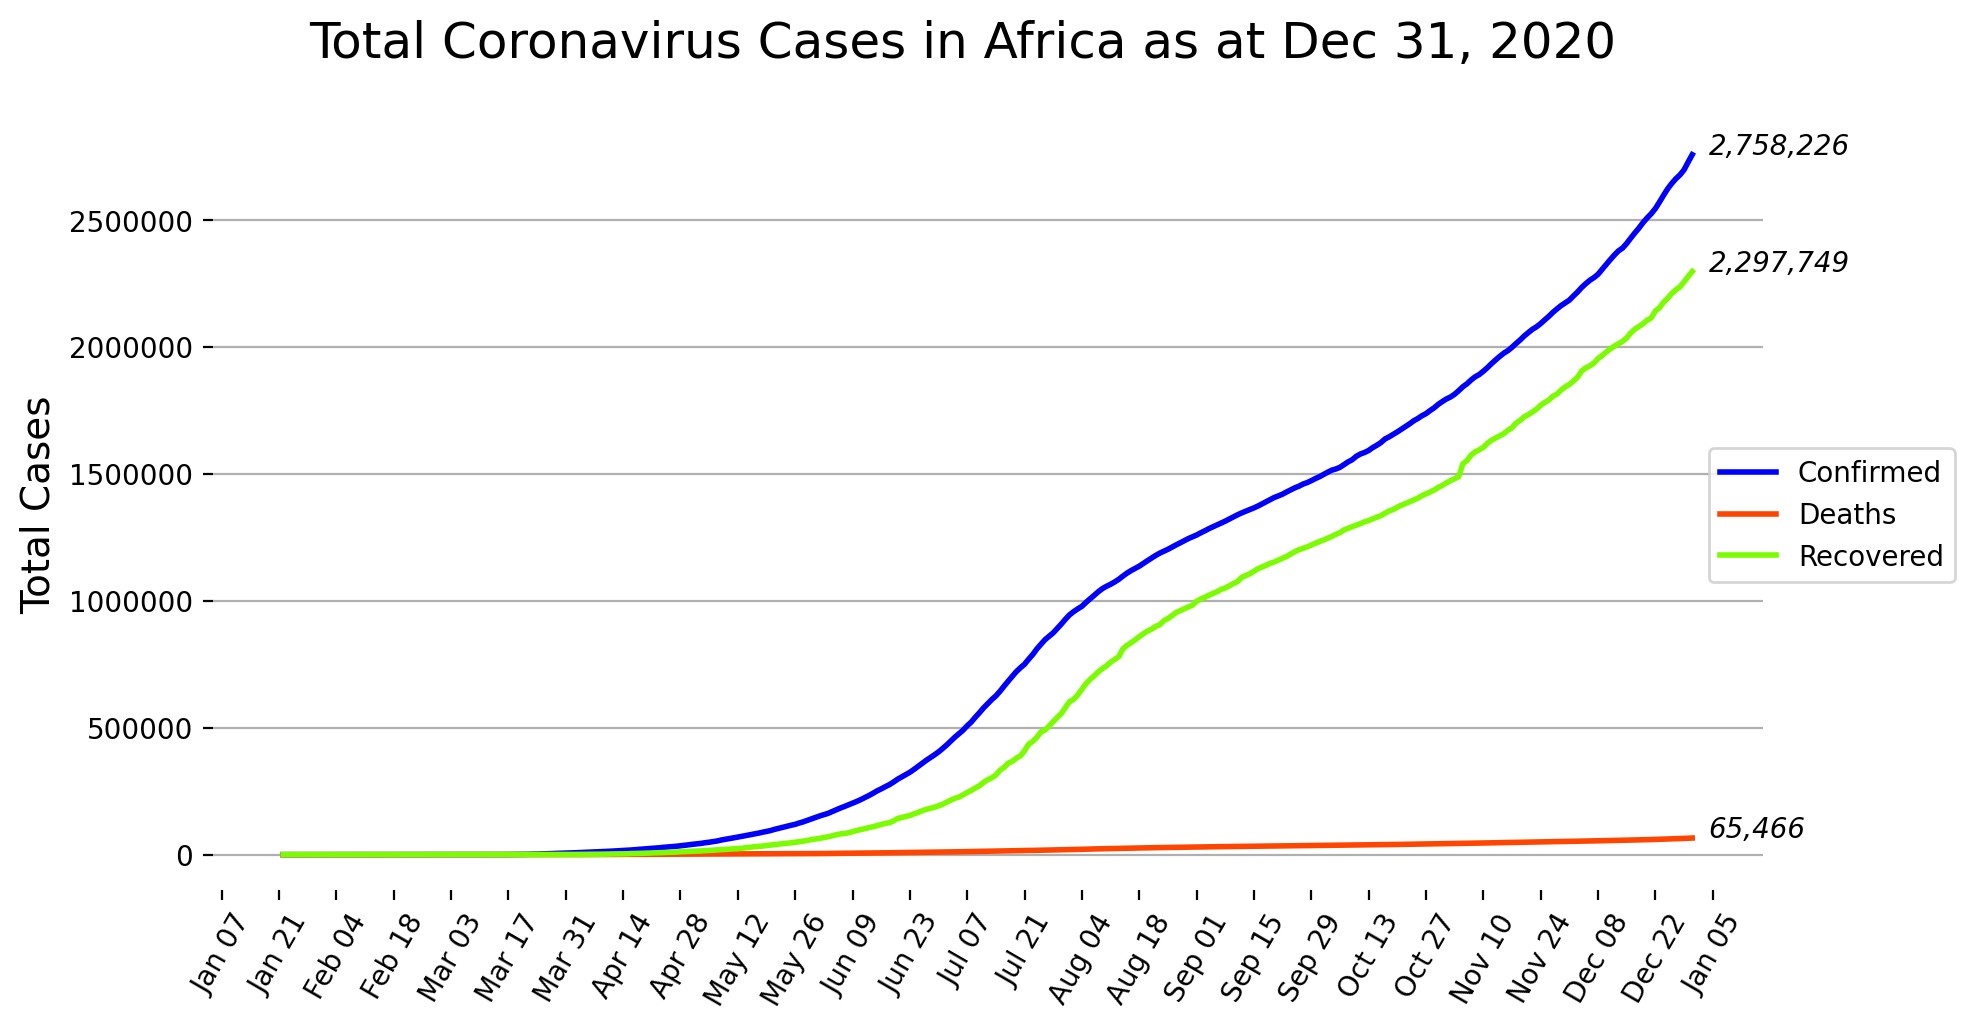 Total Coronavirus Cases in Africa as at Dec 31, 2020
2,758,226
2500000
2,297,749
2000000
Total Cases
1500000
Confirmed
Deaths
Recovered
1000000
500000
65,466
0
Jan 07
Jan 21
Feb 04
Feb 18
Mar 03
Mar 17
Mar 31
Apr 14
Apr 28
May 12
May 26
Jun 09
Jun 23
Jul 07
Jul 21
Aug 04
Aug 18
Sep 01
Sep 15
Sep 29
Oct 13
Oct 27
Nov 10
Nov 24
Dec 08
Dec 22
Jan 05